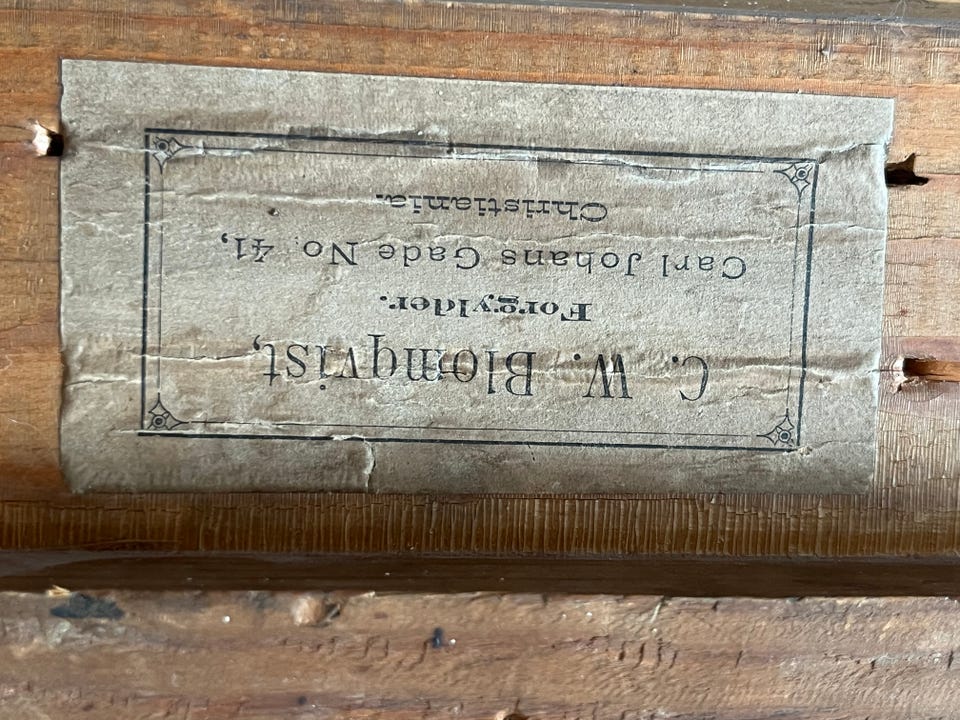 C. W. Blomqvist,
Forgylder.
Carl Johans Gade No. 41,
Christiania.